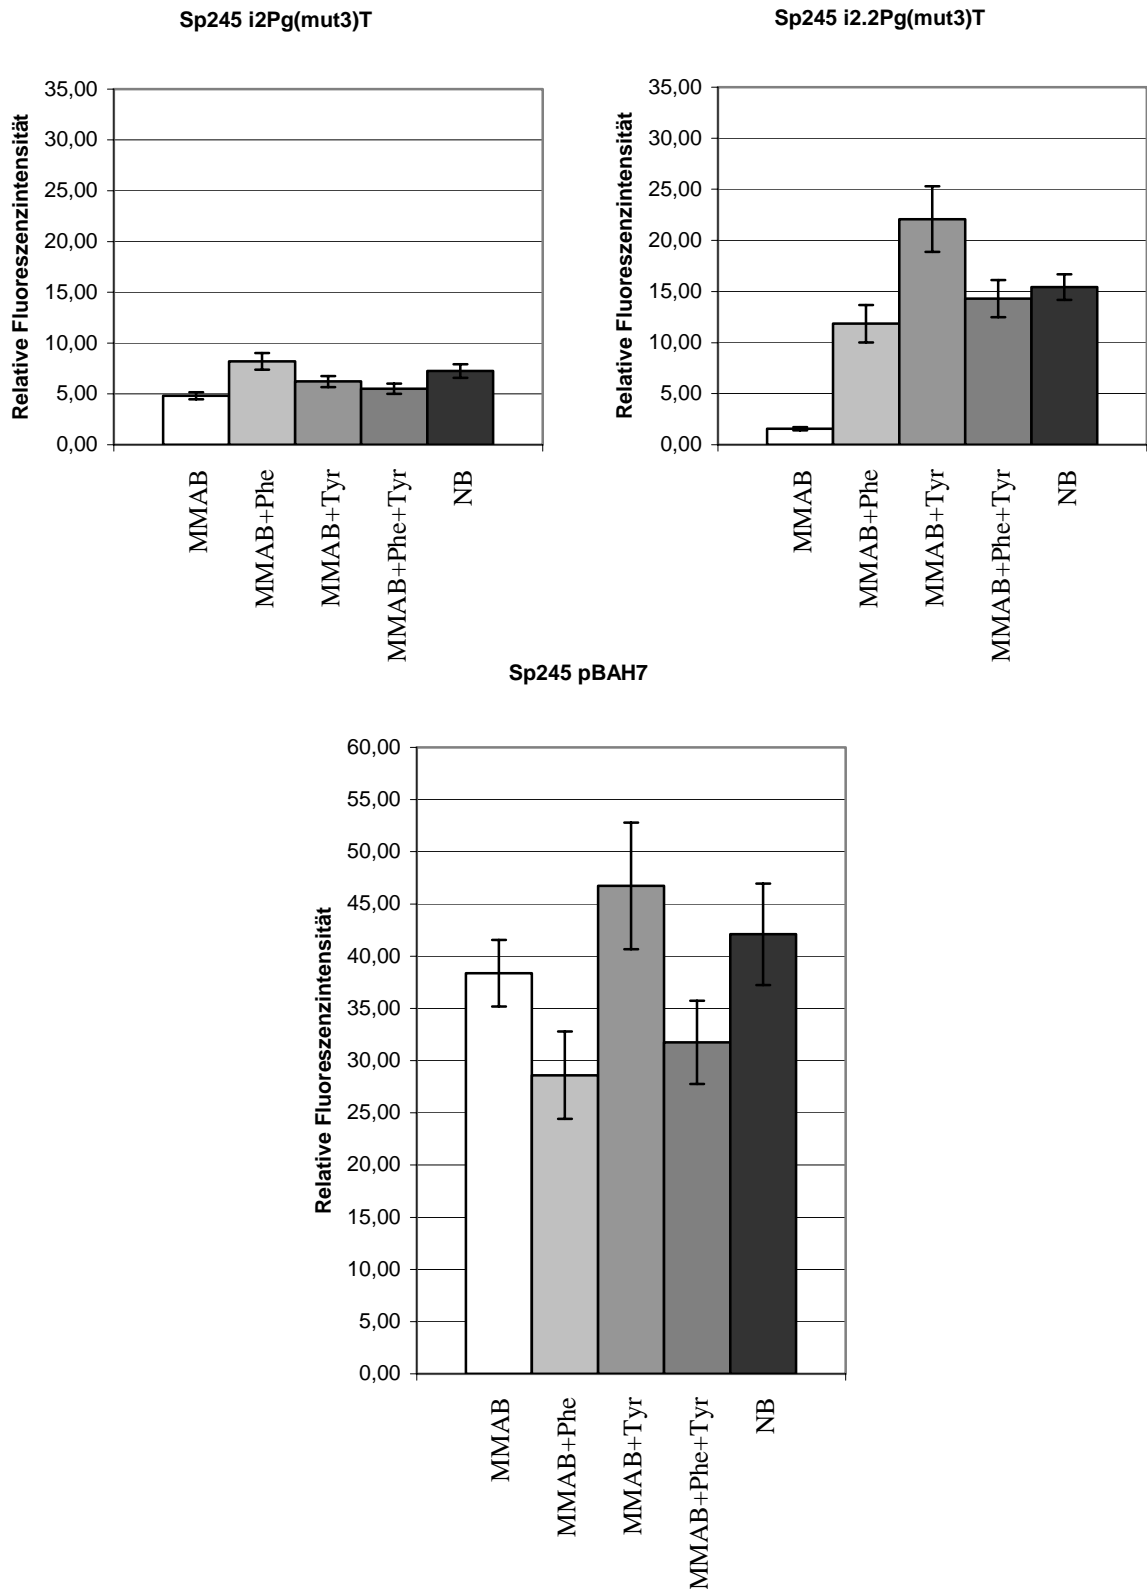 Sp245 i2Pg(mut3)T
Relative Fluoreszenzintensität
35,00
30,00
25,00
20,00
15,00
10,00
5,00
0,00
MMAB
MMAB+Phe
MMAB+Tyr
MMAB+Phe+Tyr
NB
Sp245 i2.2Pg(mut3)T
Relative Fluoreszenzintensität
35,00
30,00
25,00
20,00
15,00
10,00
5,00
0,00
MMAB
MMAB+Phe
MMAB+Tyr
MMAB+Phe+Tyr
NB
Sp245 pBAH7
Relative Fluoreszenzintensität
60,00
55,00
50,00
45,00
40,00
35,00
30,00
25,00
20,00
15,00
10,00
5,00
0,00
MMAB
MMAB+Phe
MMAB+Tyr
MMAB+Phe+Tyr
NB